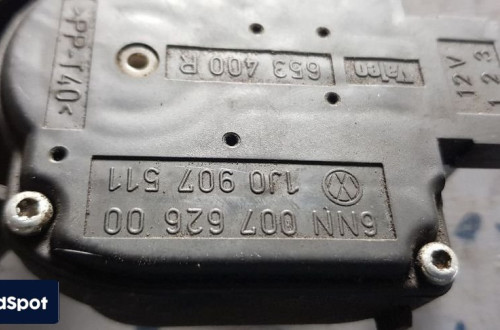 6NN 007 626 00
1J0 907 511
653 400 R
Valeo
12 V
1 2 3
>PP-T40<
dSpot